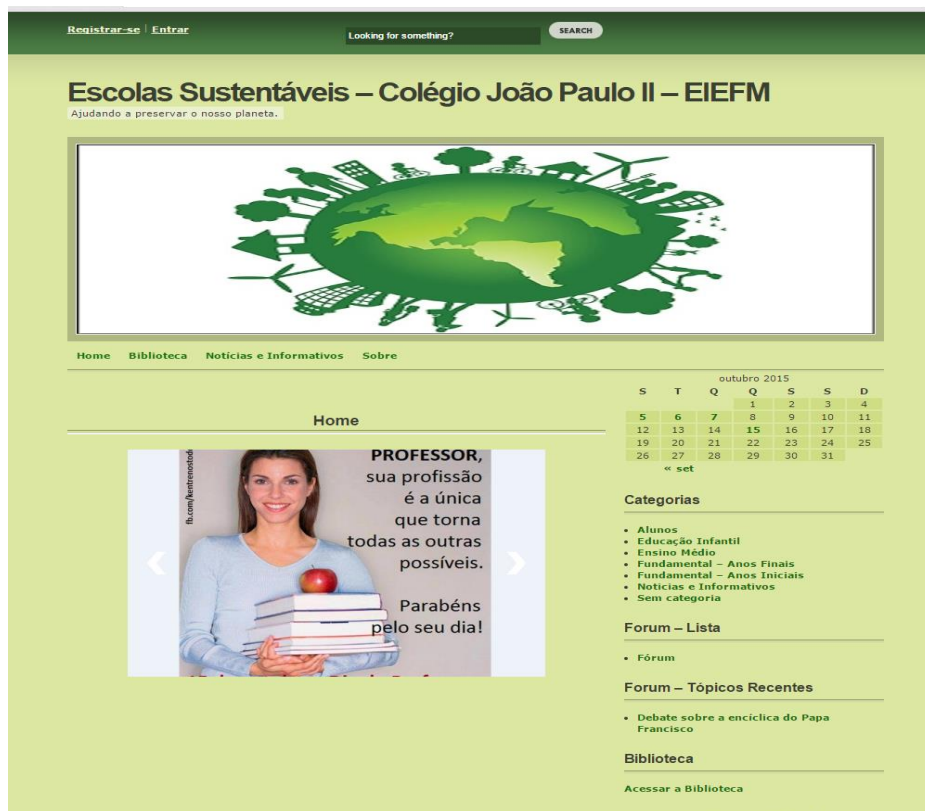 Registrar-se | Entrar
Looking for something?
SEARCH
Escolas Sustentáveis – Colégio João Paulo II – EIEFM
Ajudando a preservar o nosso planeta.
Home Biblioteca Notícias e Informativos Sobre
Home
fb.com/kentrenostod
PROFESSOR,
sua profissão
é a única
que torna
todas as outras
possíveis.
Parabéns
pelo seu dia!
outubro 2015
S T Q Q S S D
1 2 3 4
5 6 7 8 9 10 11
12 13 14 15 16 17 18
19 20 21 22 23 24 25
26 27 28 29 30 31
« set
Categorias
Alunos
Educação Infantil
Ensino Médio
Fundamental – Anos Finais
Fundamental – Anos Iniciais
Noticias e Informativos
Sem categoria
Forum – Lista
Fórum
Forum – Tópicos Recentes
Debate sobre a encíclica do Papa
Francisco
Biblioteca
Acessar a Biblioteca